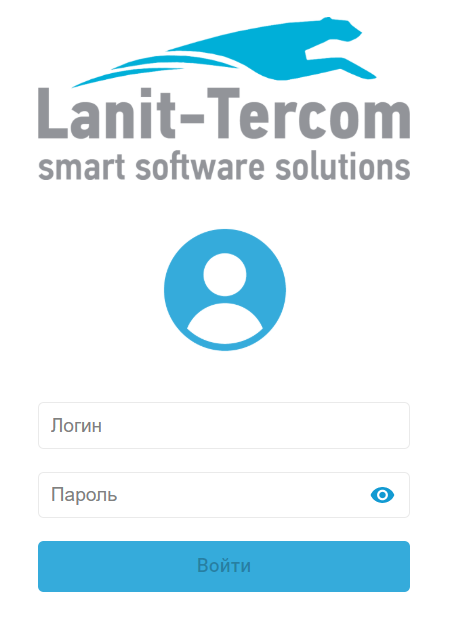 Lanit-Tercom
smart software solutions
Логин
Пароль
Войти